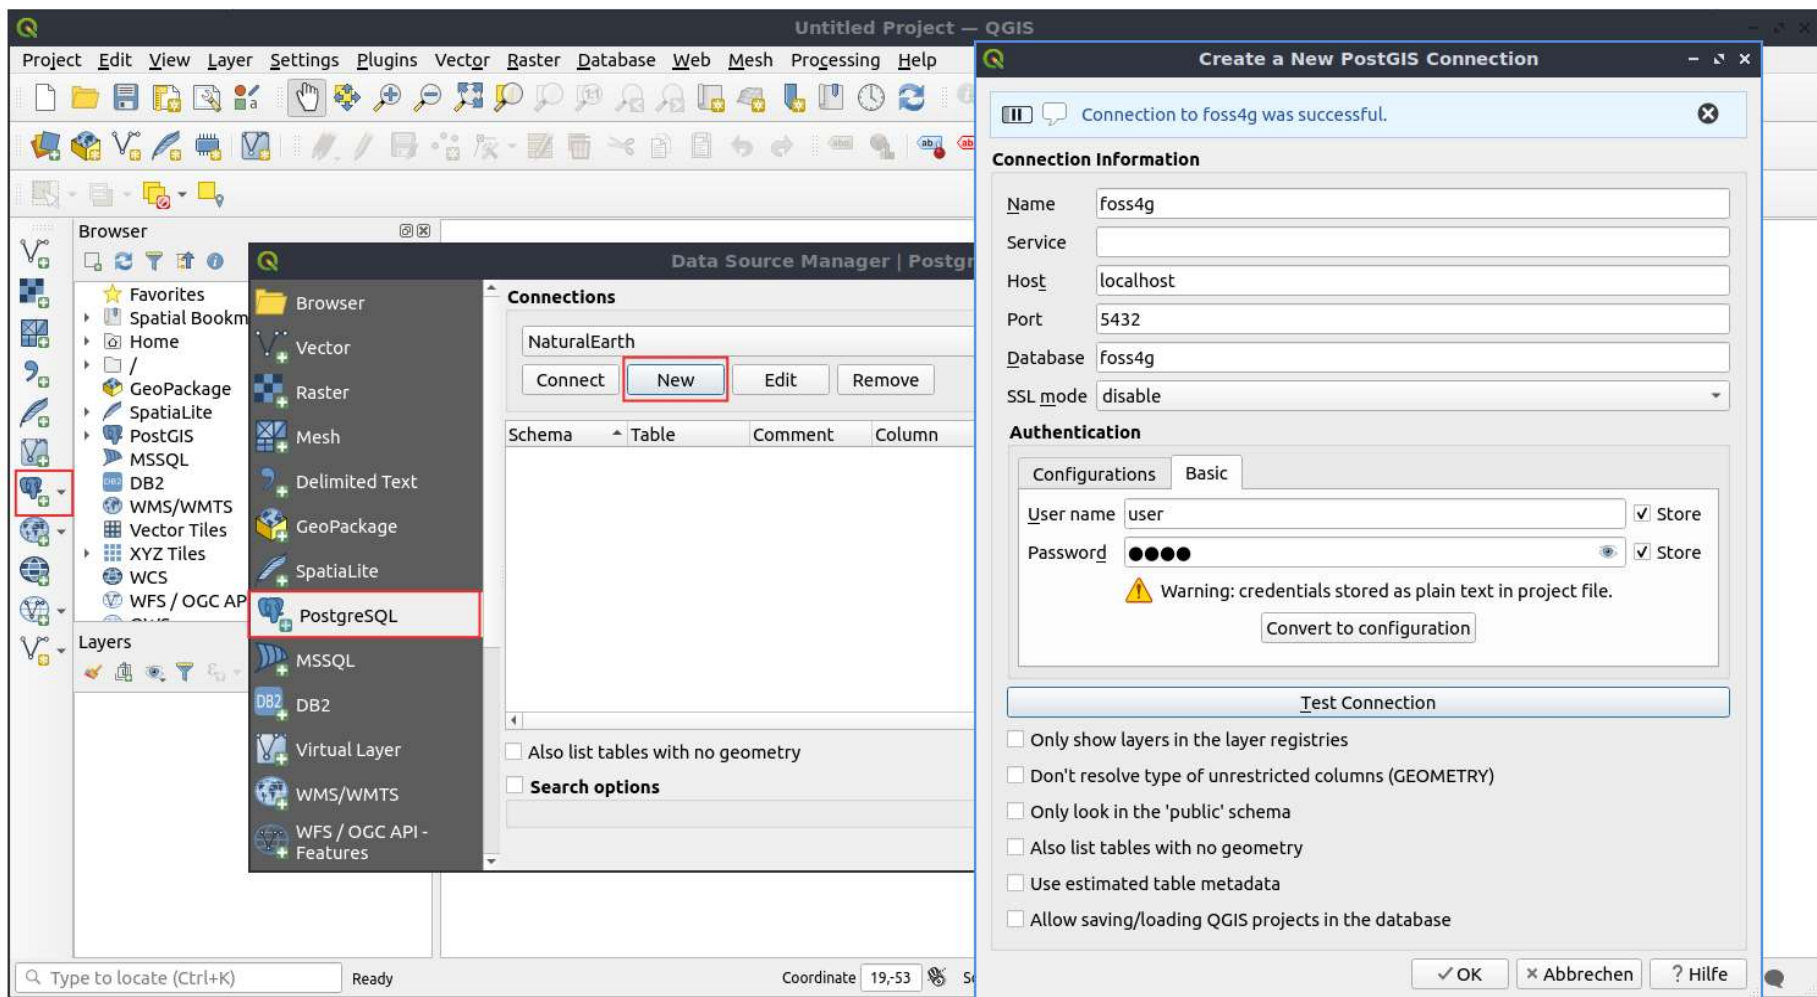 Untitled Project — QGIS
Project Edit View Layer Settings Plugins Vector Raster Database Web Mesh Processing Help
Browser
Favorites
Spatial Bookm
Home
/
GeoPackage
SpatiaLite
PostGIS
MSSQL
DB2
WMS/WMTS
Vector Tiles
XYZ Tiles
WCS
WFS / OGC AP
Layers
Type to locate (Ctrl+K)
Ready
Coordinate 19,-53
Data Source Manager | Postgr
Browser
Vector
Raster
Mesh
Delimited Text
GeoPackage
SpatiaLite
PostgreSQL
MSSQL
DB2
DB2
Virtual Layer
WMS/WMTS
WFS / OGC API -
Features
Connections
NaturalEarth
Connect New Edit Remove
Schema Table Comment Column
Also list tables with no geometry
Search options
Create a New PostGIS Connection
Connection to foss4g was successful.
Connection Information
Name foss4g
Service
Host localhost
Port 5432
Database foss4g
SSL mode disable
Authentication
Configurations Basic
User name user Store
Password ●●●● Store
Warning: credentials stored as plain text in project file.
Convert to configuration
Test Connection
Only show layers in the layer registries
Don't resolve type of unrestricted columns (GEOMETRY)
Only look in the 'public' schema
Also list tables with no geometry
Use estimated table metadata
Allow saving/loading QGIS projects in the database
OK Abbrechen ? Hilfe